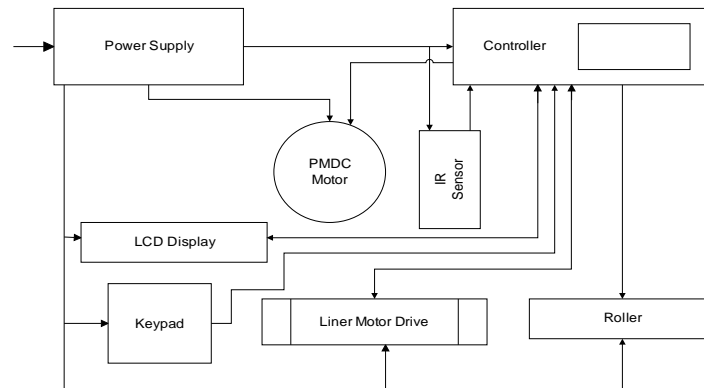 Power Supply
Controller
PMDC
Motor
IR
Sensor
LCD Display
Keypad
Liner Motor Drive
Roller